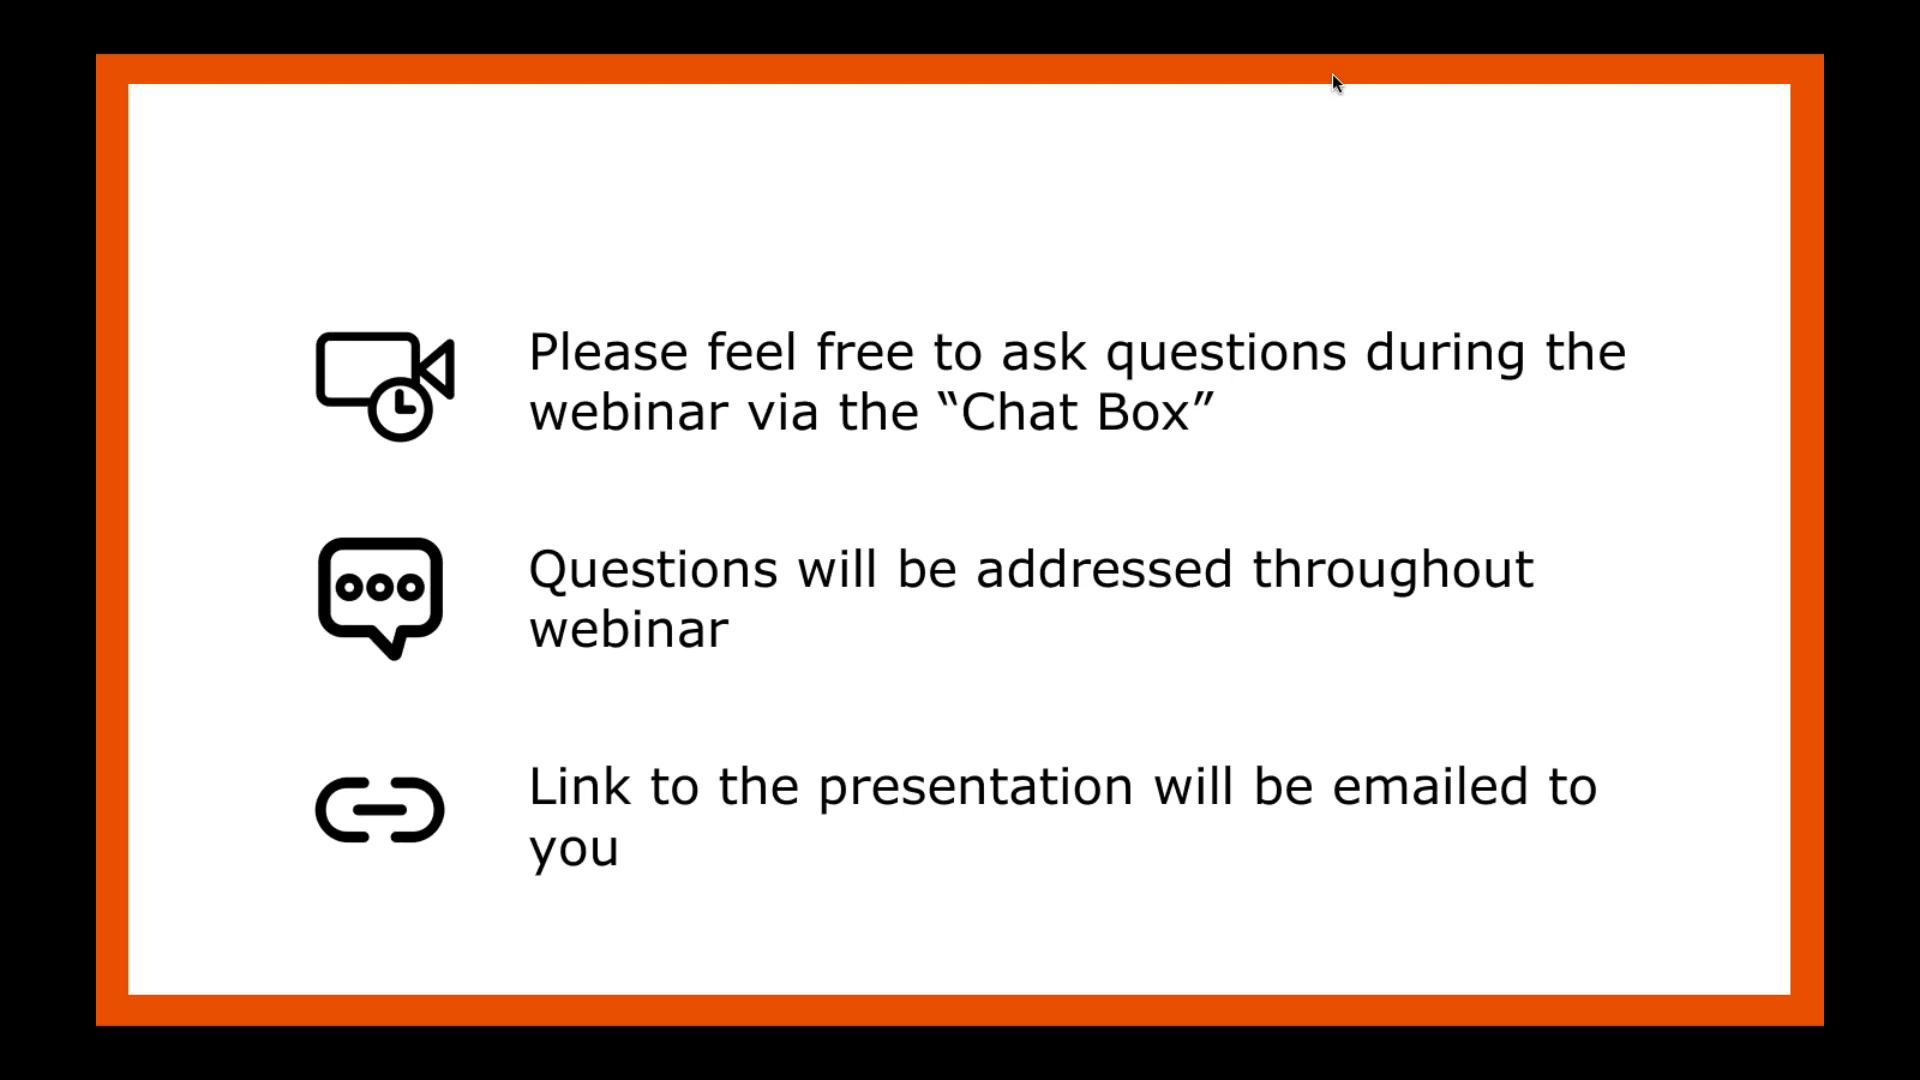 Please feel free to ask questions during the
webinar via the “Chat Box”
Questions will be addressed throughout
webinar
Link to the presentation will be emailed to
you